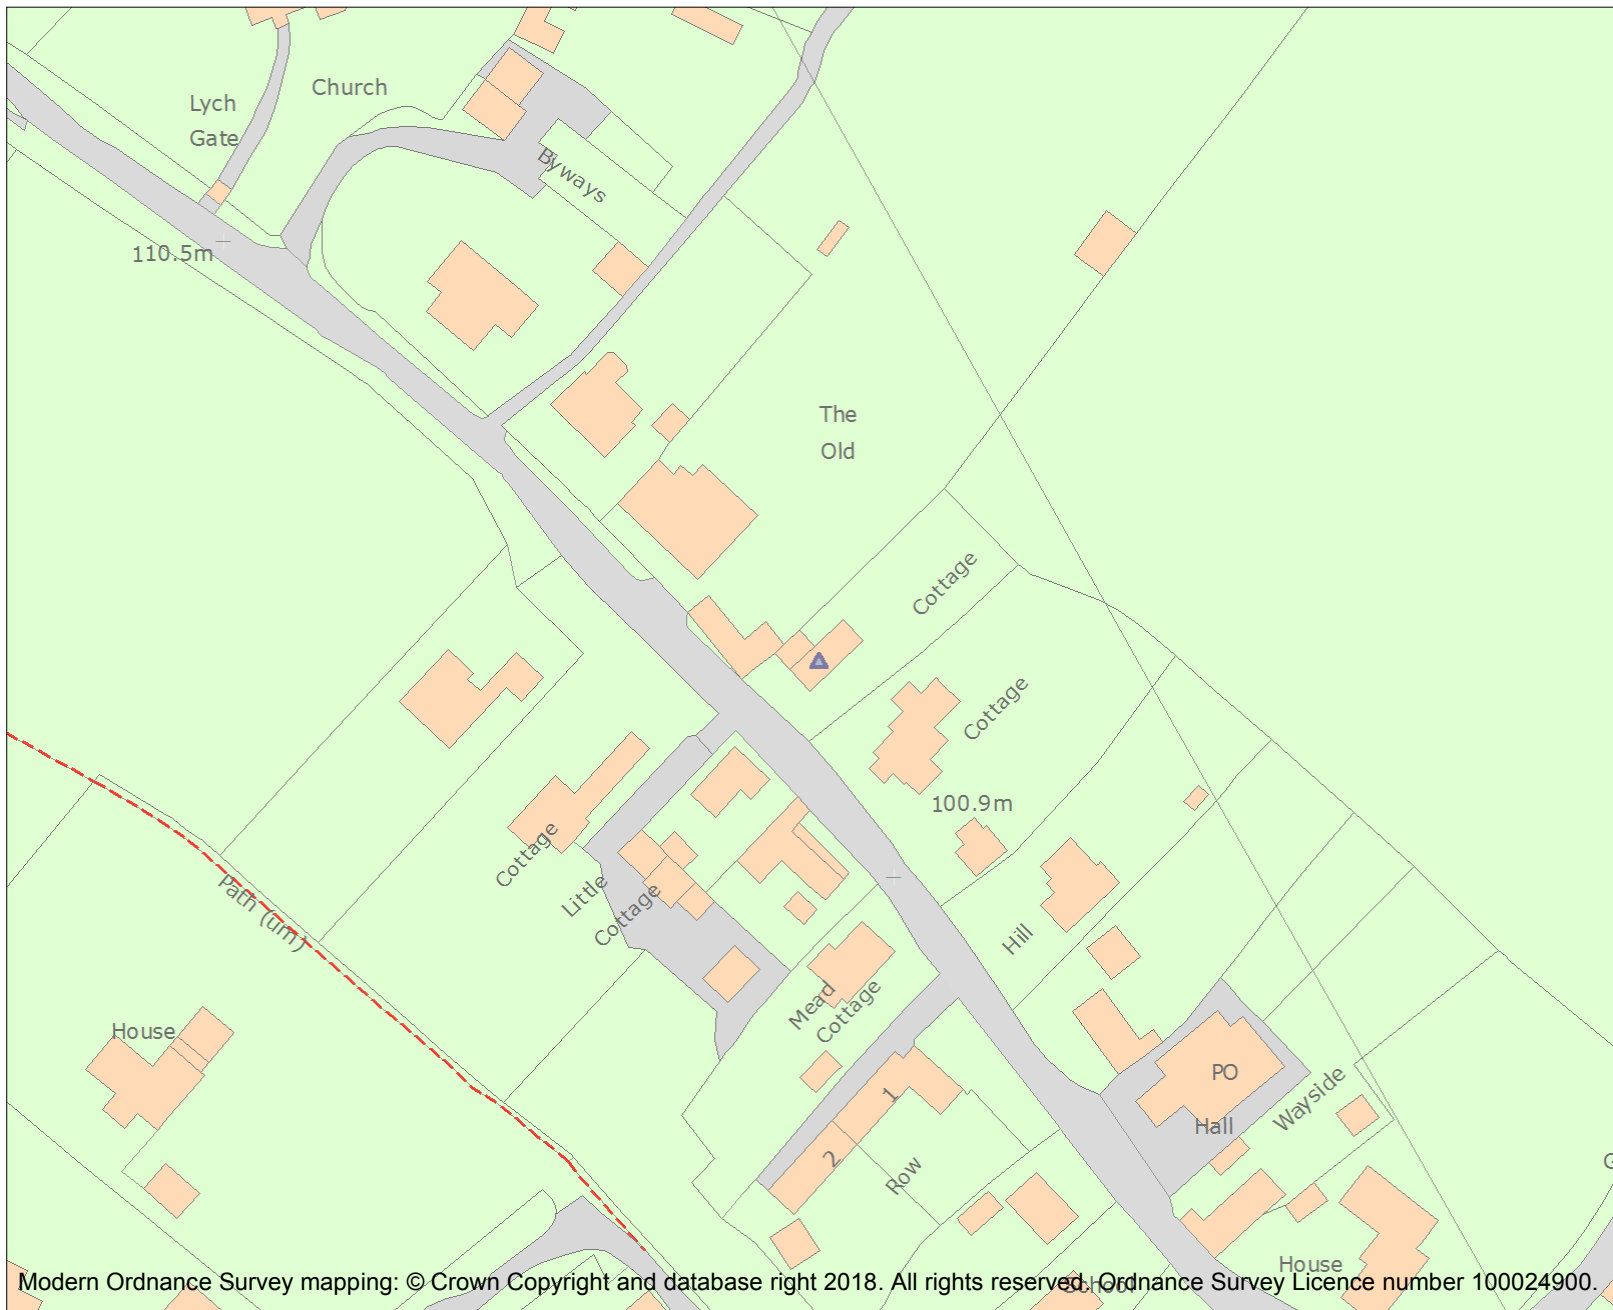 Church
Lych
Gate
Byways
110.5m
The
Old
Cottage
Cottage
100.9m
Cottage
Little
Cottage
Path (um)
Hill
Mead
Cottage
House
PO
Hall
Wayside
1
2
Row
G
House
School
Modern Ordnance Survey mapping: © Crown Copyright and database right 2018. All rights reserved. Ordnance Survey Licence number 100024900.